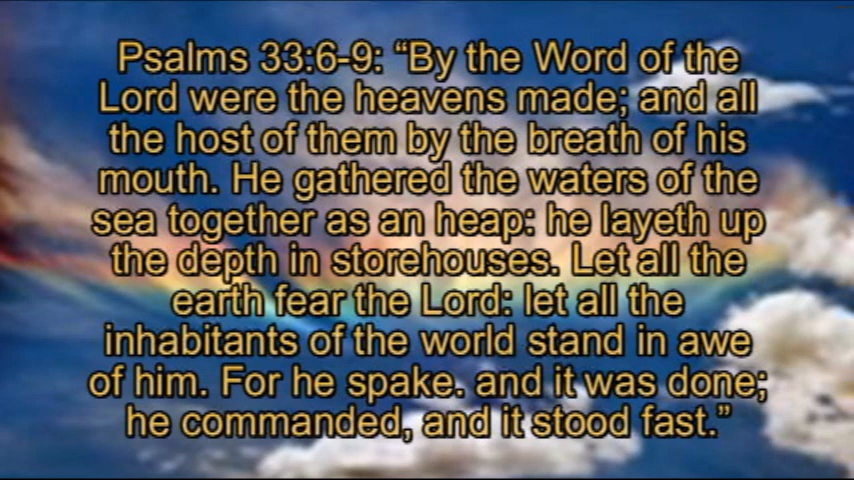 Psalms 33:6-9: “By the Word of the
Lord were the heavens made; and all
the host of them by the breath of his
mouth. He gathered the waters of the
sea together as an heap: he layeth up
the depth in storehouses. Let all the
earth fear the Lord: let all the
inhabitants of the world stand in awe
of him. For he spake. and it was done;
he commanded, and it stood fast.”